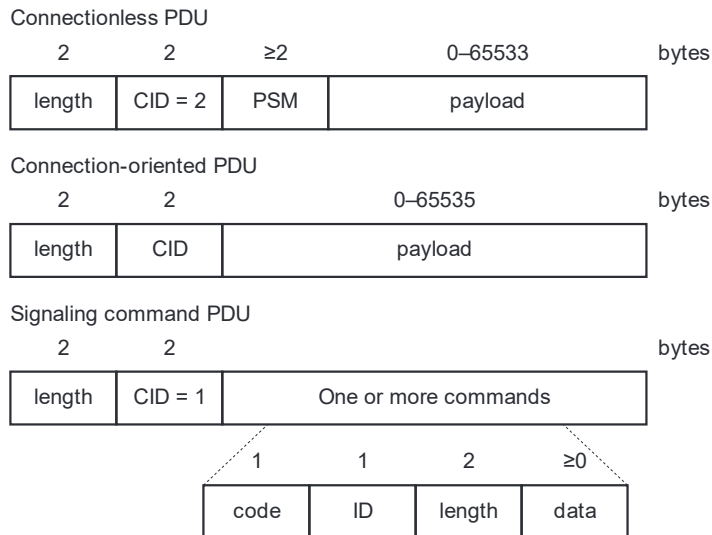 Connectionless PDU
2 2 ≥2 0–65533 bytes
length CID = 2 PSM payload
Connection-oriented PDU
2 2 0–65535 bytes
length CID payload
Signaling command PDU
2 2 bytes
length CID = 1 One or more commands
1 1 2 ≥0
code ID length data